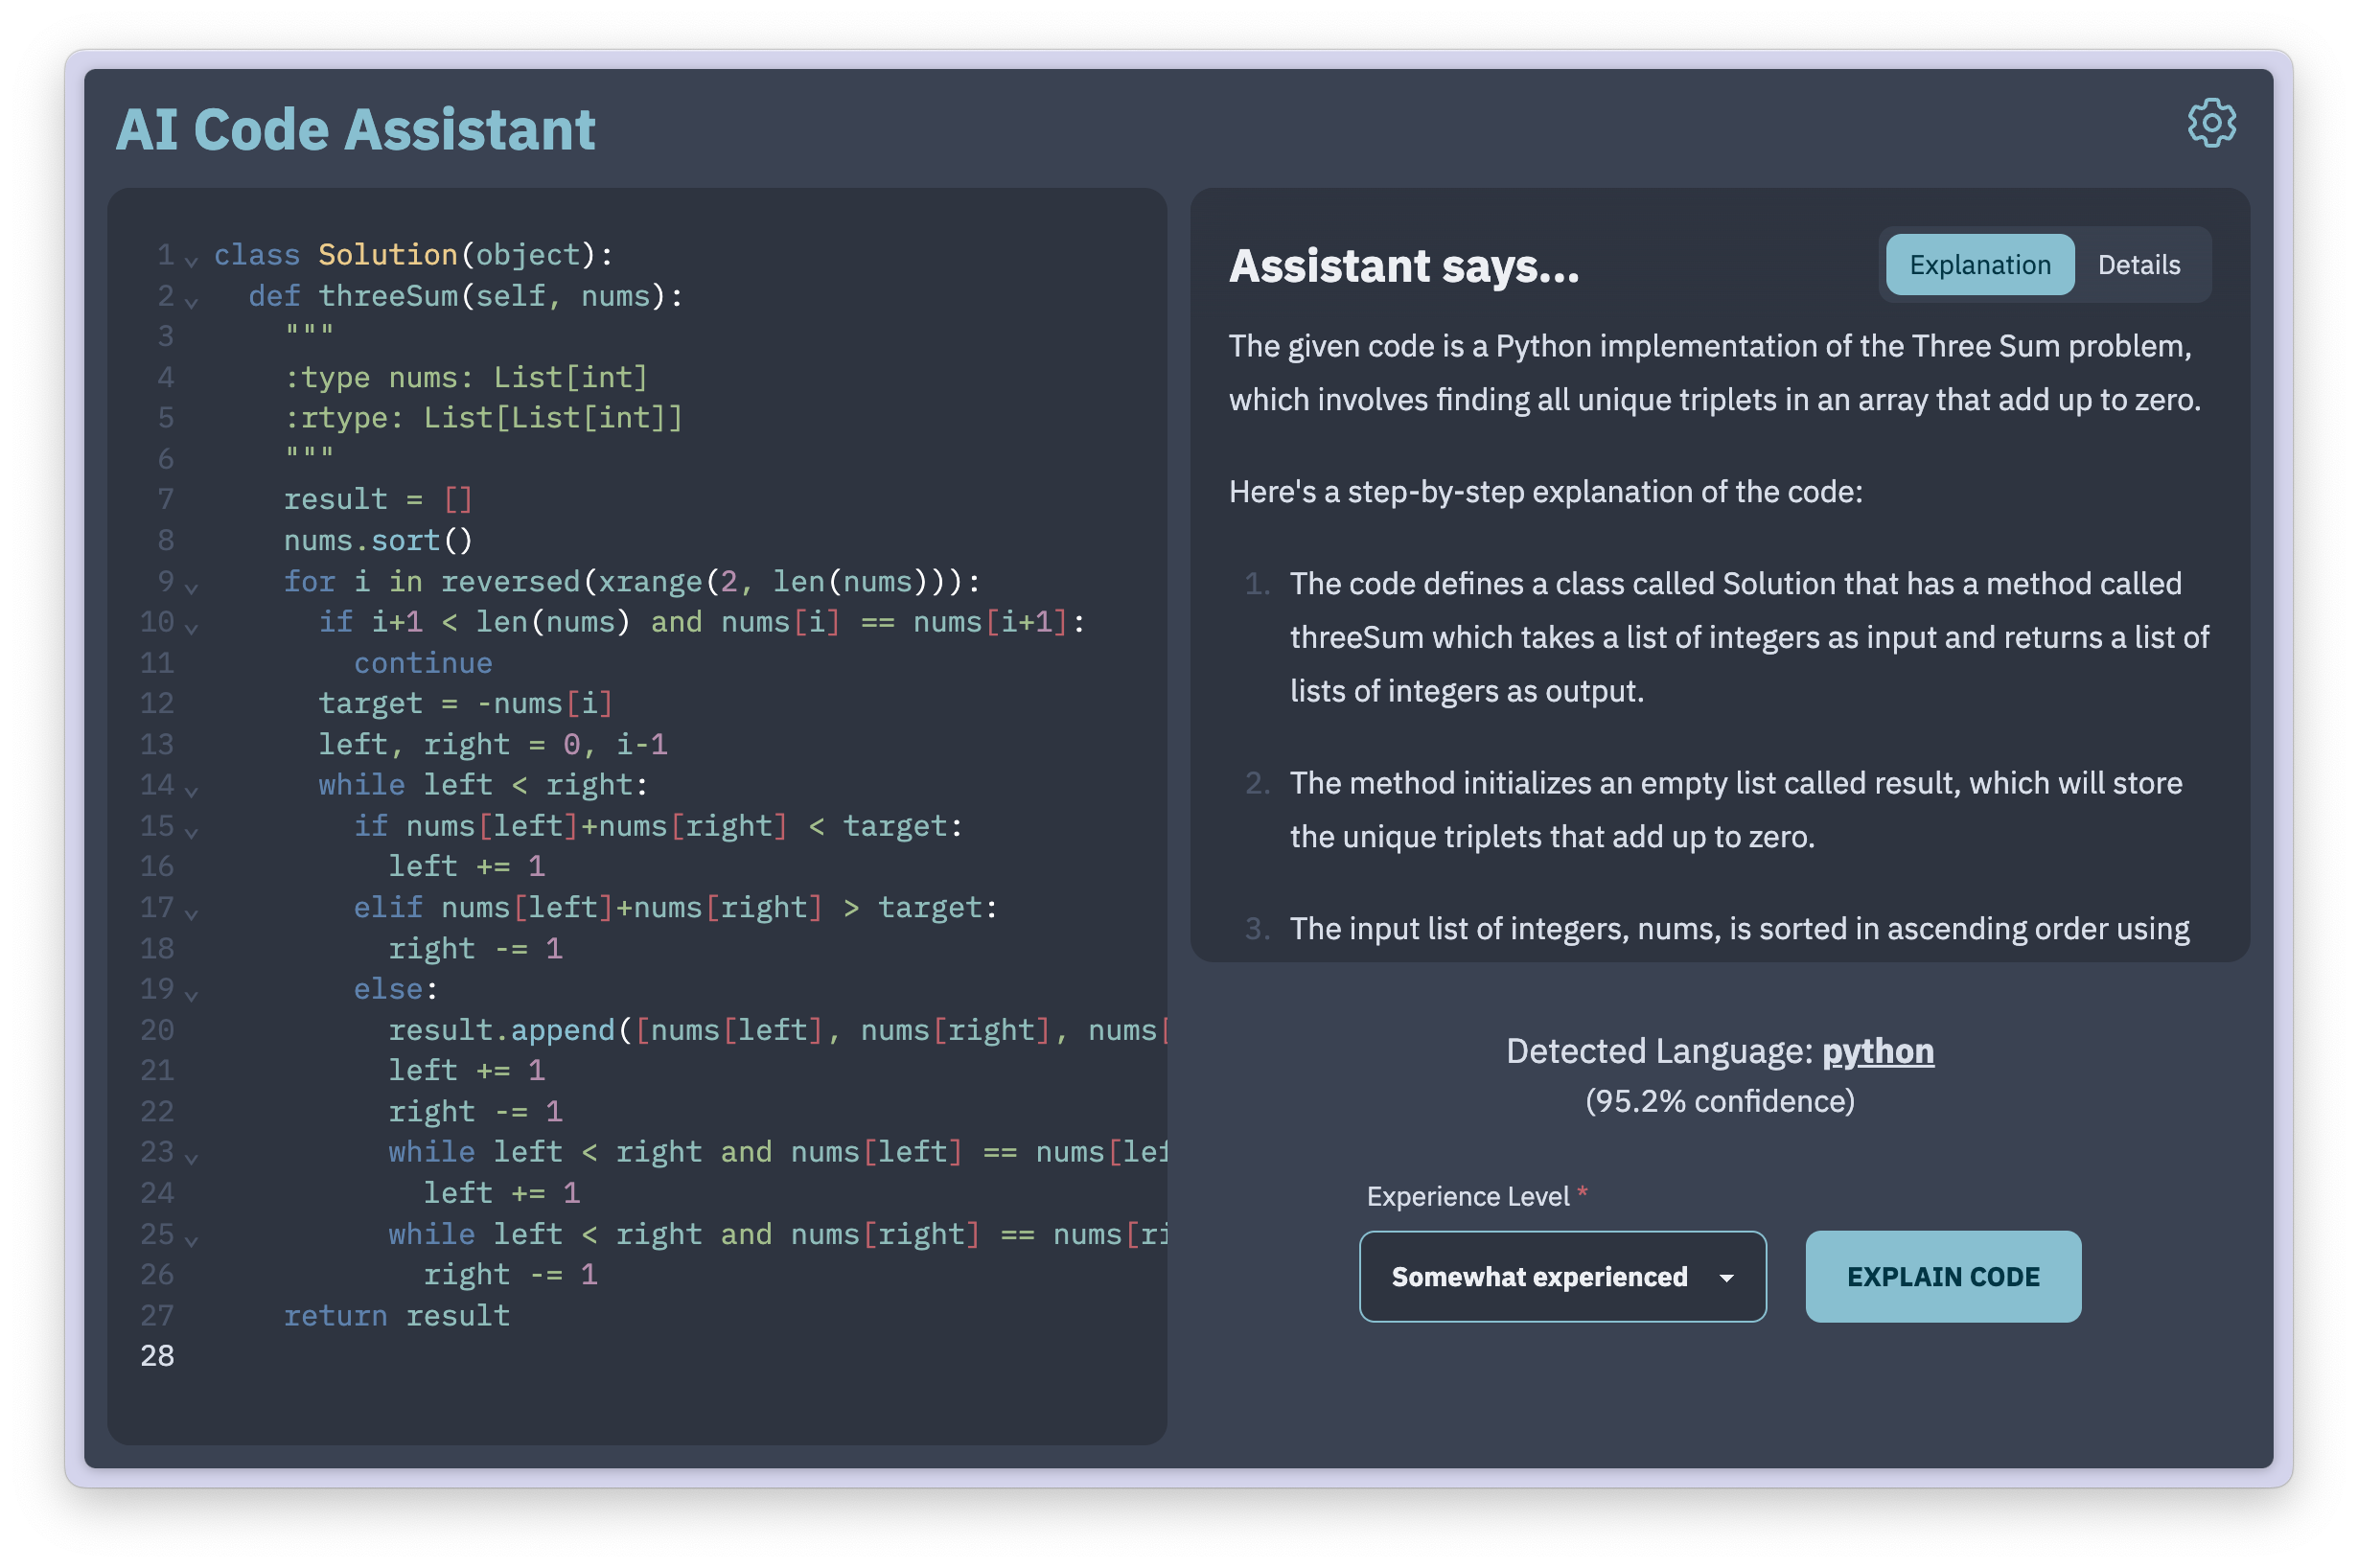 AI Code Assistant
1 class Solution(object):
2   def threeSum(self, nums):
3     """
4     :type nums: List[int]
5     :rtype: List[List[int]]
6     """
7     result = []
8     nums.sort()
9     for i in reversed(xrange(2, len(nums))):
10       if i+1 < len(nums) and nums[i] == nums[i+1]:
11         continue
12       target = -nums[i]
13       left, right = 0, i-1
14       while left < right:
15         if nums[left]+nums[right] < target:
16           left += 1
17         elif nums[left]+nums[right] > target:
18           right -= 1
19         else:
20           result.append([nums[left], nums[right], nums[
21           left += 1
22           right -= 1
23           while left < right and nums[left] == nums[lef
24             left += 1
25           while left < right and nums[right] == nums[ri
26             right -= 1
27     return result
28
Assistant says...
Explanation Details
The given code is a Python implementation of the Three Sum problem,
which involves finding all unique triplets in an array that add up to zero.
Here's a step-by-step explanation of the code:
1. The code defines a class called Solution that has a method called
threeSum which takes a list of integers as input and returns a list of
lists of integers as output.
2. The method initializes an empty list called result, which will store
the unique triplets that add up to zero.
3. The input list of integers, nums, is sorted in ascending order using
Detected Language: python
(95.2% confidence)
Experience Level *
Somewhat experienced
EXPLAIN CODE